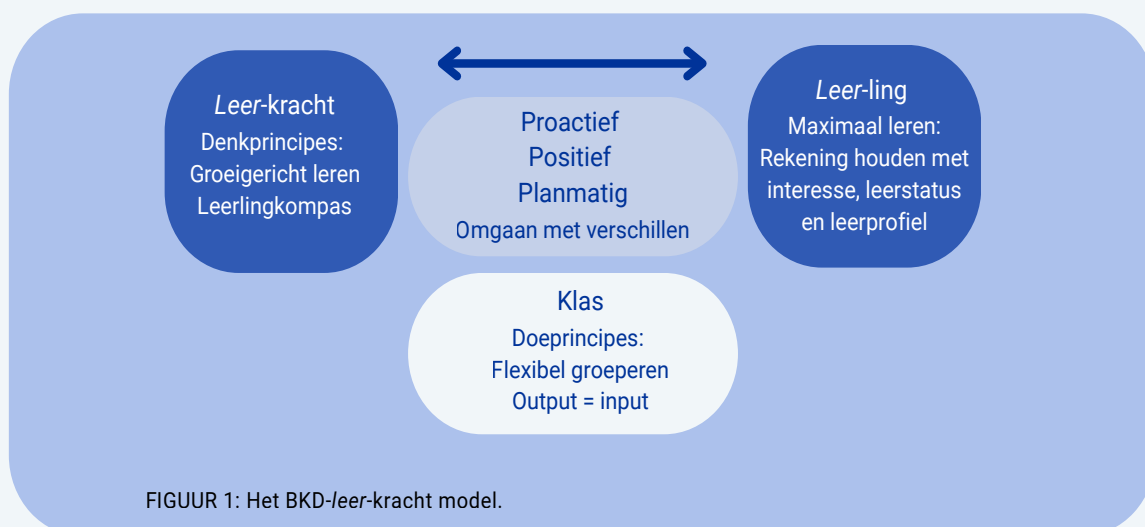 Leer-kracht
Denkprincipes:
Groeigericht leren
Leerlingkompas
Proactief
Positief
Planmatig
Omgaan met verschillen
Leer-ling
Maximaal leren:
Rekening houden met
interesse, leerstatus
en leerprofiel
Klas
Doeprincipes:
Flexibel groeperen
Output = input
FIGUUR 1: Het BKD-leer-kracht model.